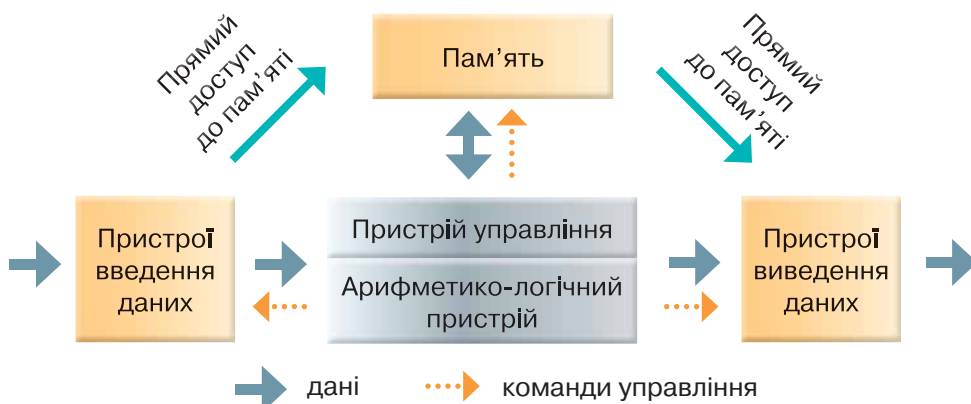 Прямий
доступ
до пам’яті
Пам’ять
Прямий
доступ
до пам’яті
Пристрої
введення
даних
Пристрій управління
Арифметико-логічний
пристрій
Пристрої
виведення
даних
дані
команди управління